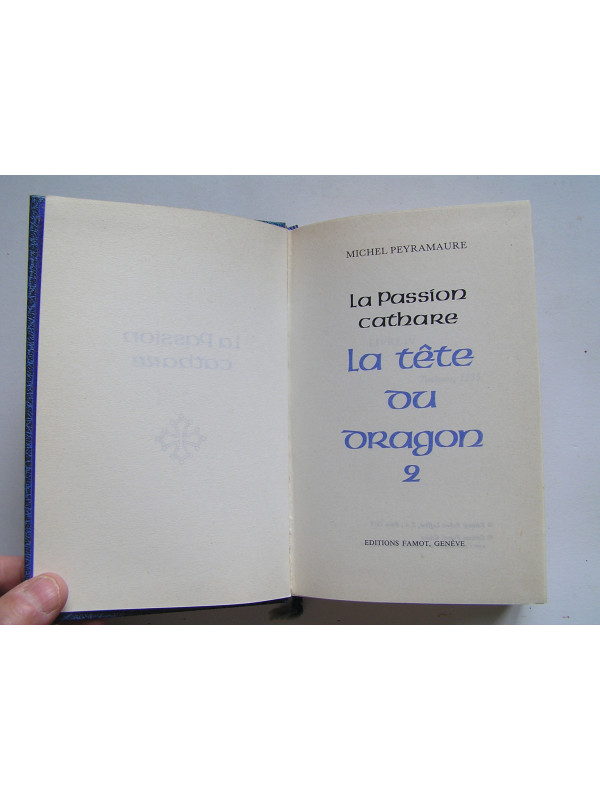 MICHEL PEYRAMAURE
La Passion
cathare
La tête
du
dragon
2
EDITIONS FAMOT, GENÈVE